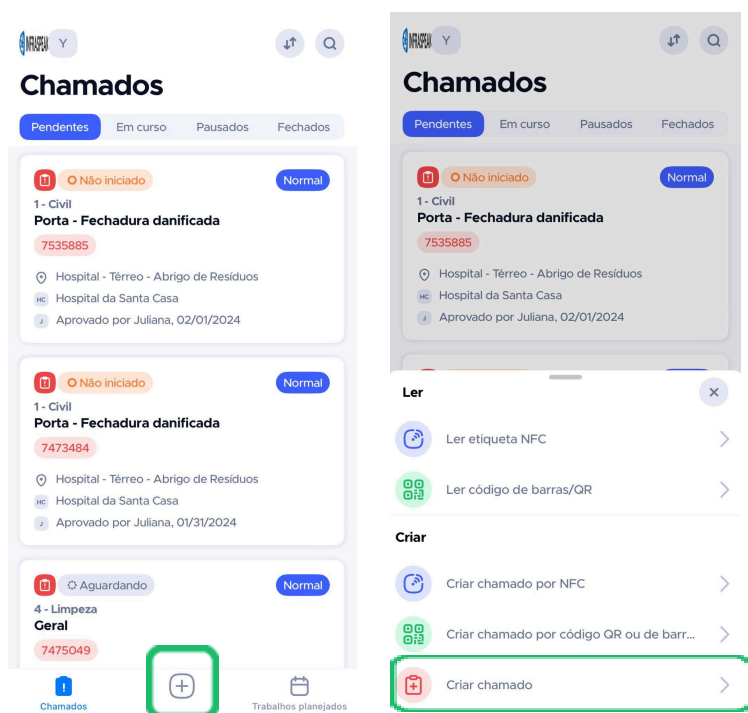 INFRASPEAK Y
Chamados
Pendentes Em curso Pausados Fechados
Não iniciado Normal
1 - Civil
Porta - Fechadura danificada
7535885
Hospital - Térreo - Abrigo de Resíduos
HC Hospital da Santa Casa
J Aprovado por Juliana, 02/01/2024
Não iniciado Normal
1 - Civil
Porta - Fechadura danificada
7473484
Hospital - Térreo - Abrigo de Resíduos
HC Hospital da Santa Casa
J Aprovado por Juliana, 01/31/2024
Aguardando Normal
4 - Limpeza
Geral
7475049
Chamados Trabalhos planejados
INFRASPEAK Y
Chamados
Pendentes Em curso Pausados Fechados
Não iniciado Normal
1 - Civil
Porta - Fechadura danificada
7535885
Hospital - Térreo - Abrigo de Resíduos
HC Hospital da Santa Casa
J Aprovado por Juliana, 02/01/2024
Ler
Ler etiqueta NFC
Ler código de barras/QR
Criar
Criar chamado por NFC
Criar chamado por código QR ou de barr...
Criar chamado